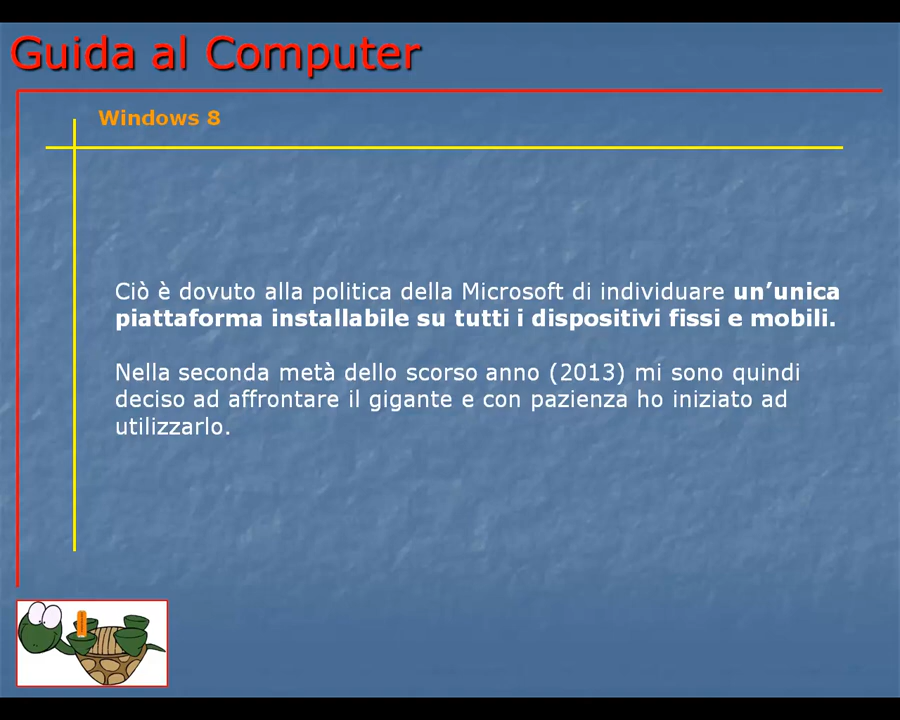 Guida al Computer
Windows 8
Ciò è dovuto alla politica della Microsoft di individuare un’unica
piattaforma installabile su tutti i dispositivi fissi e mobili.
Nella seconda metà dello scorso anno (2013) mi sono quindi
deciso ad affrontare il gigante e con pazienza ho iniziato ad
utilizzarlo.